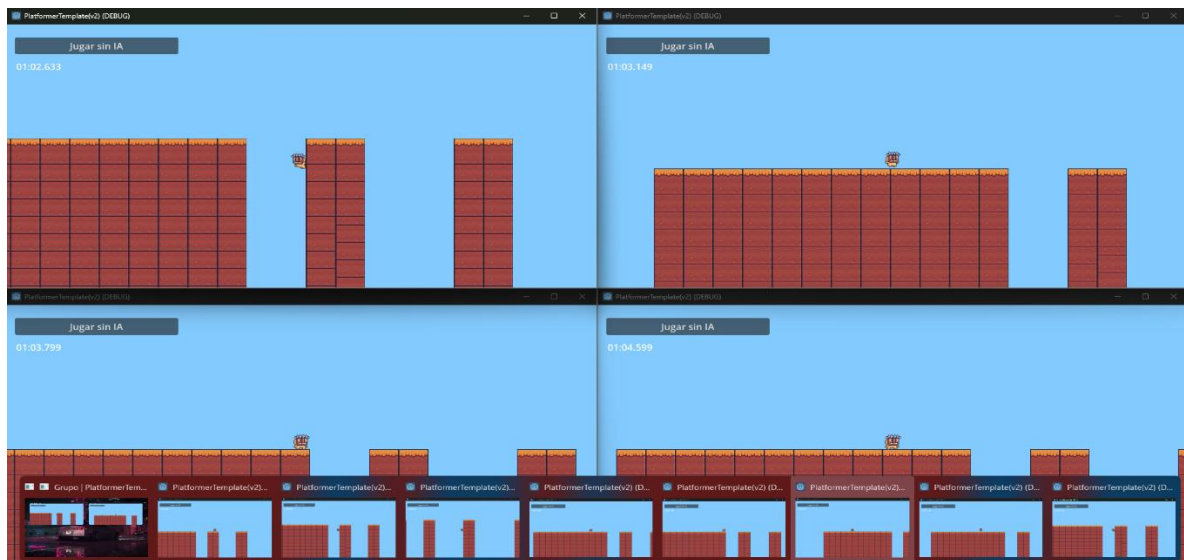 PlatformerTemplate(v2) (DEBUG)
Jugar sin IA
01:02.633
PlatformerTemplate(v2) (DEBUG)
Jugar sin IA
01:03.149
PlatformerTemplate(v2) (DEBUG)
Jugar sin IA
01:03.799
PlatformerTemplate(v2) (DEBUG)
Jugar sin IA
01:04.599
Grupo | PlatformerTem...
PlatformerTemplate(v2)...
PlatformerTemplate(v2)...
PlatformerTemplate(v2)...
PlatformerTemplate(v2) (D...
PlatformerTemplate(v2) (D...
PlatformerTemplate(v2)...
PlatformerTemplate(v2) (D...
PlatformerTemplate(v2) (D...